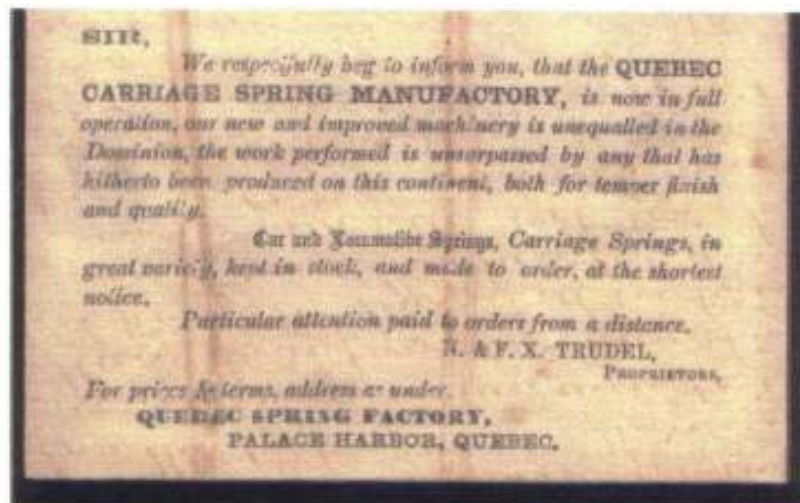 SIR,
We respectfully beg to inform you, that the QUEBEC
CARRIAGE SPRING MANUFACTORY, is now in full
operation, our new and improved machinery is unequalled in the
Dominion, the work performed is unsurpassed by any that has
hitherto been produced on this continent, both for temper finish
and quality.
Car and Locomotive Springs, Carriage Springs, in
great variety, kept in stock, and made to order, at the shortest
notice.
Particular attention paid to orders from a distance.
N. & F. X. TRUDEL,
PROPRIETORS,
For prices & terms, address as under.
QUEBEC SPRING FACTORY,
PALACE HARBOR, QUEBEC.